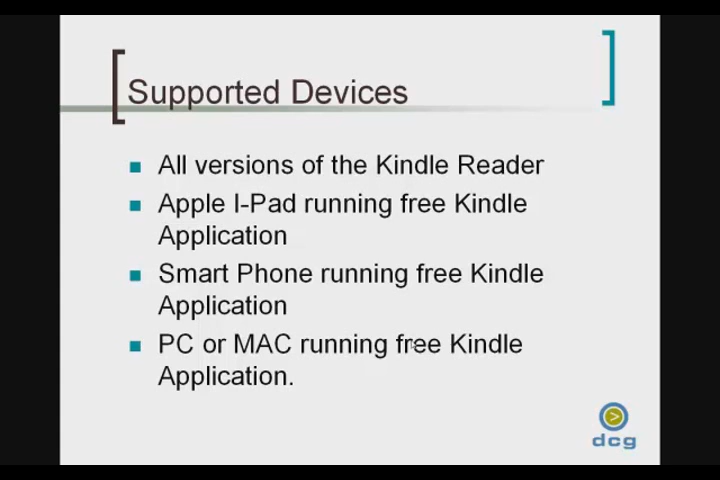 Supported Devices
All versions of the Kindle Reader
Apple I-Pad running free Kindle
Application
Smart Phone running free Kindle
Application
PC or MAC running free Kindle
Application.
dcg